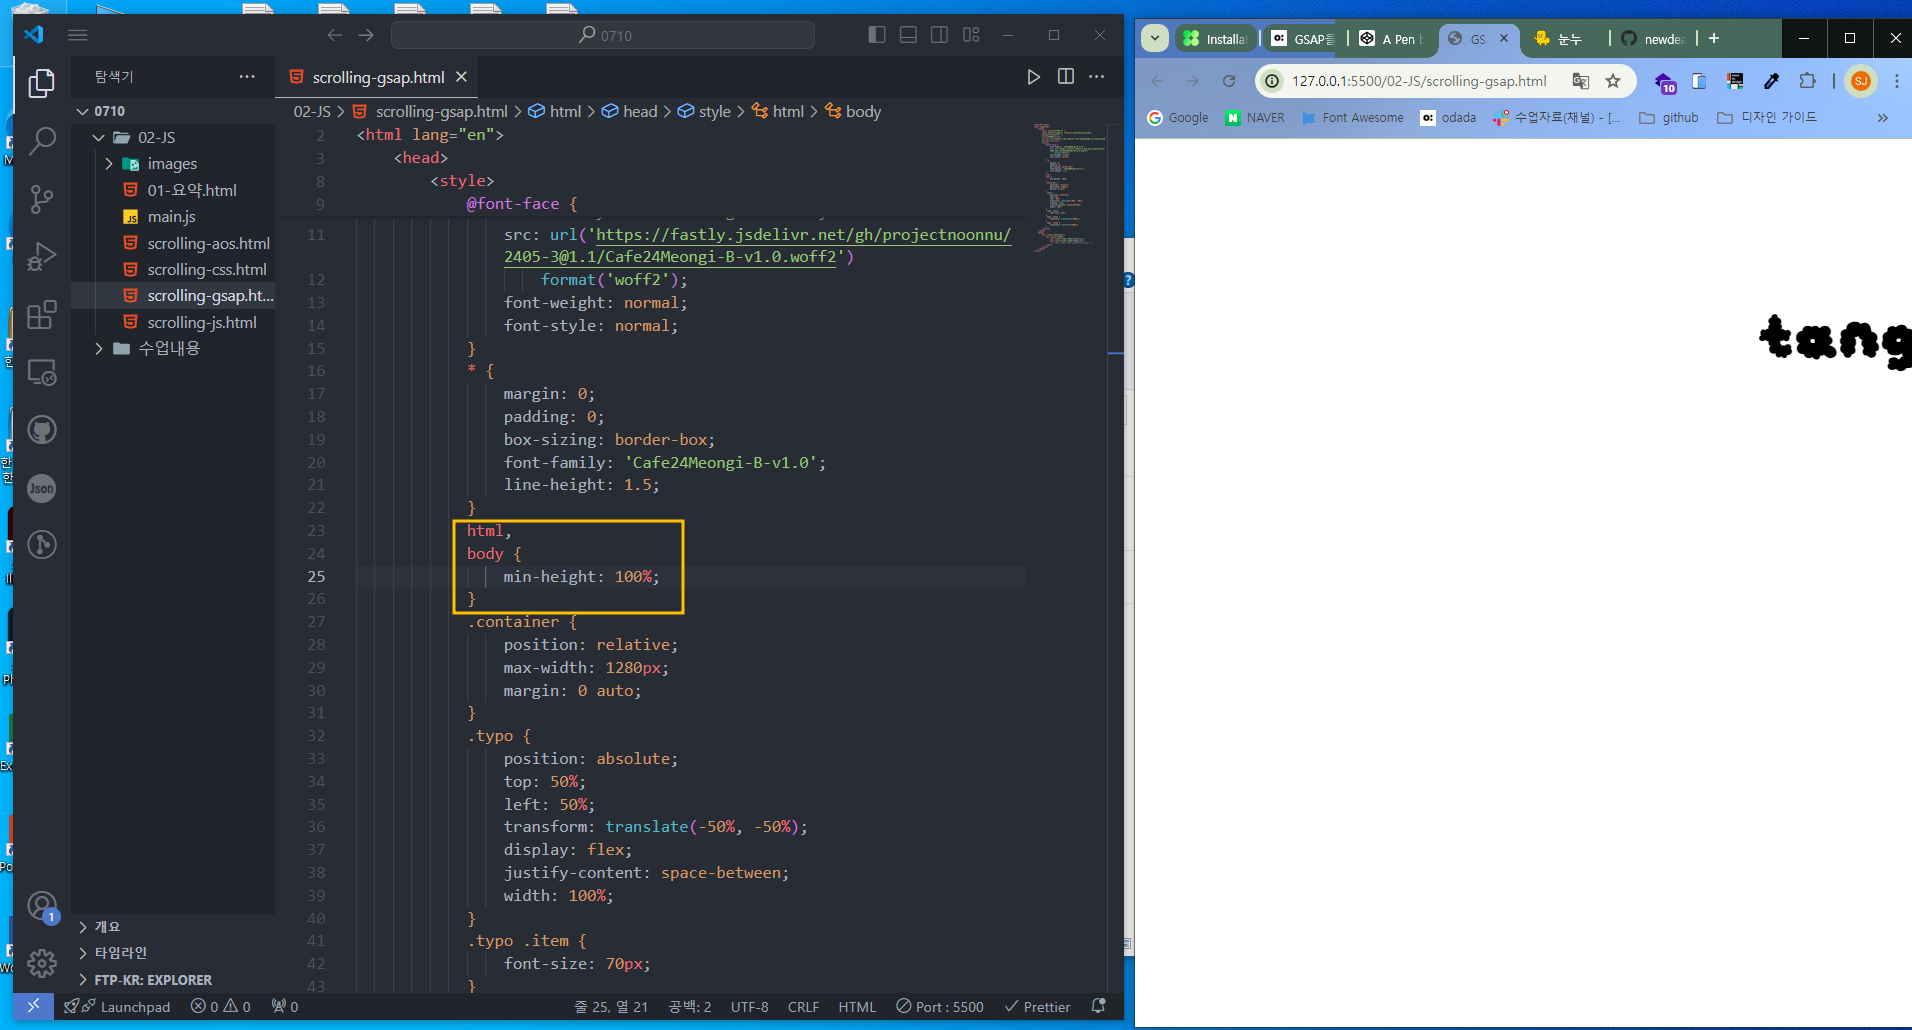 0710
탐색기
0710
02-JS
images
01-요약.html
main.js
scrolling-aos.html
scrolling-css.html
scrolling-gsap.ht...
scrolling-js.html
수업내용
개요
타임라인
FTP-KR: EXPLORER
scrolling-gsap.html
02-JS > scrolling-gsap.html > html > head > style > html > body
2 <html lang="en">
3 <head>
8 <style>
9 @font-face {
11 src: url('https://fastly.jsdelivr.net/gh/projectnoonnu/
2405-3@1.1/Cafe24Meongi-B-v1.0.woff2')
12 format('woff2');
13 font-weight: normal;
14 font-style: normal;
15 }
16 * {
17 margin: 0;
18 padding: 0;
19 box-sizing: border-box;
20 font-family: 'Cafe24Meongi-B-v1.0';
21 line-height: 1.5;
22 }
23 html,
24 body {
25 min-height: 100%;
26 }
27 .container {
28 position: relative;
29 max-width: 1280px;
30 margin: 0 auto;
31 }
32 .typo {
33 position: absolute;
34 top: 50%;
35 left: 50%;
36 transform: translate(-50%, -50%);
37 display: flex;
38 justify-content: space-between;
39 width: 100%;
40 }
41 .typo .item {
42 font-size: 70px;
43 }
Json
1
Launchpad 0 0 0 줄 25, 열 21 공백: 2 UTF-8 CRLF HTML Port : 5500 Prettier
Installa GSAP을 A Pen b GS 눈누 newdea
127.0.0.1:5500/02-JS/scrolling-gsap.html 10 SJ
Google NAVER Font Awesome odada 수업자료(채널) - [... github 디자인 가이드
tang